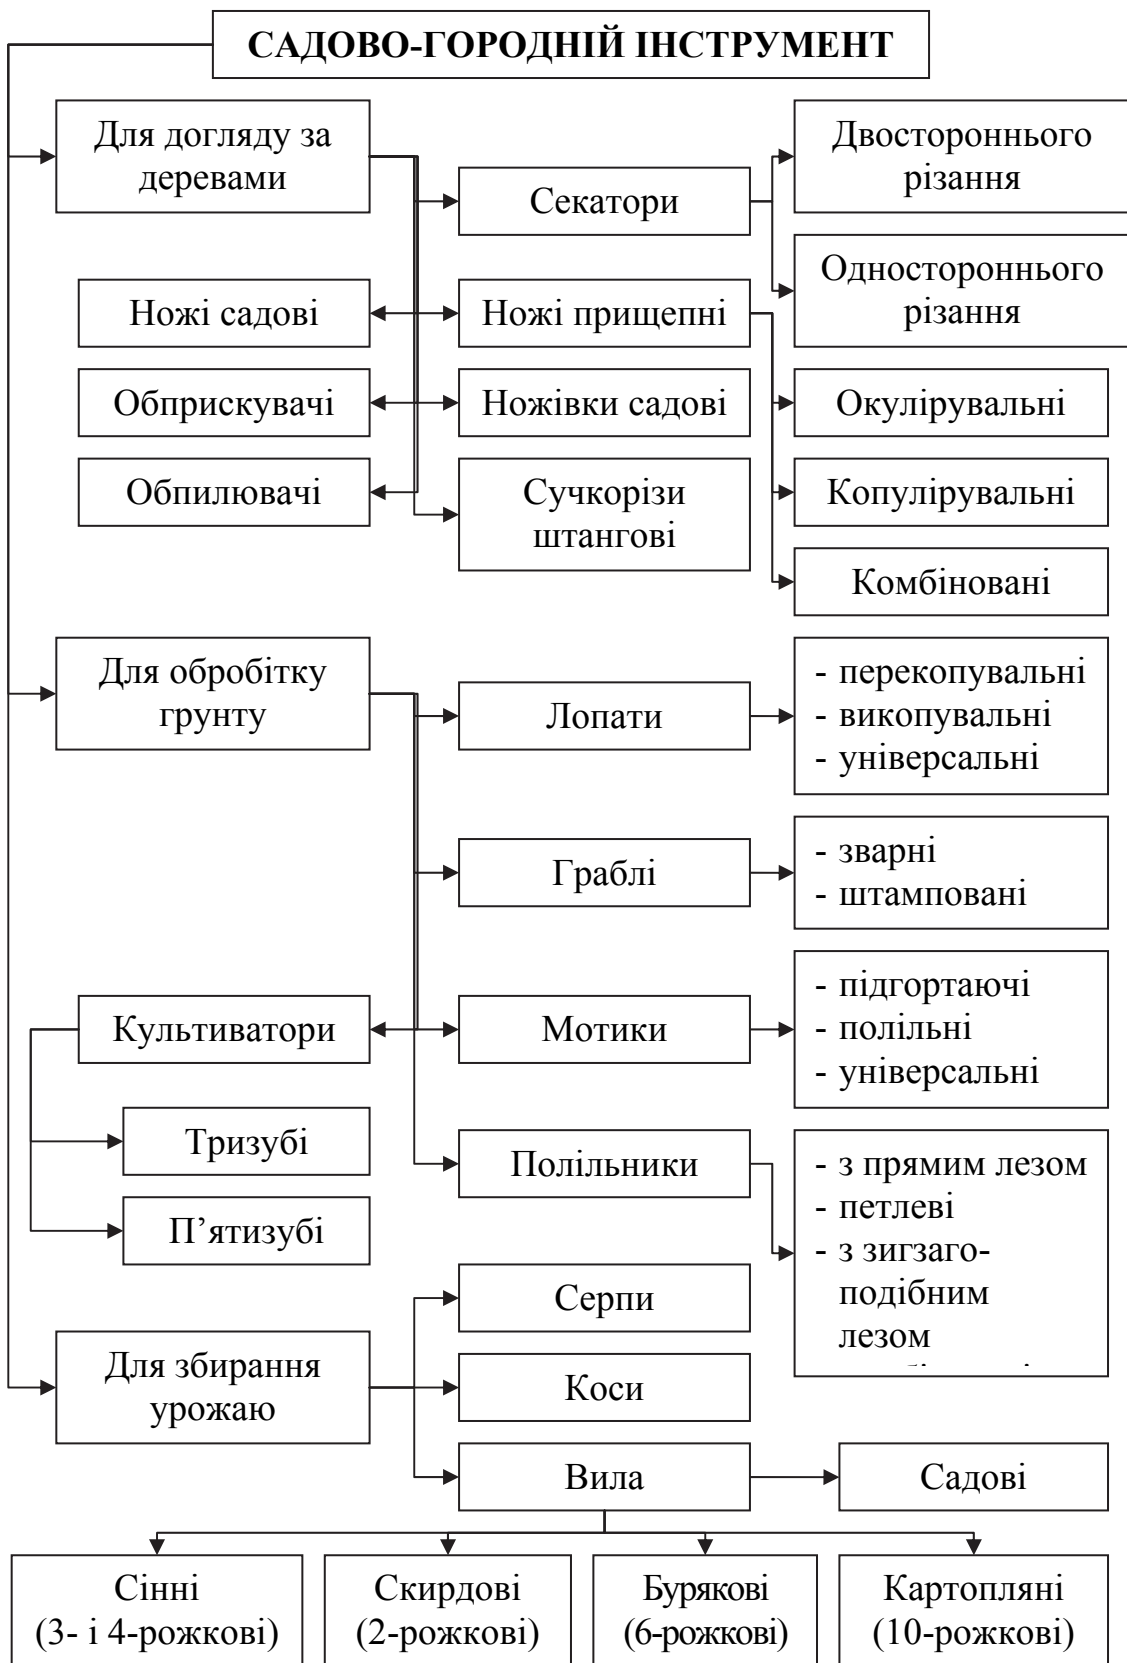 САДОВО-ГОРОДНІЙ ІНСТРУМЕНТ
Для догляду за
деревами
Секатори
Двостороннього
різання
Одностороннього
різання
Ножі садові
Ножі прищепні
Обприскувачі
Ножівки садові
Окулірувальні
Обпилювачі
Сучкорізи
штангові
Копулірувальні
Комбіновані
Для обробітку
грунту
Лопати
- перекопувальні
- викопувальні
- універсальні
Граблі
- зварні
- штамповані
Культиватори
Мотики
- підгортаючі
- полільні
- універсальні
Тризубі
П’ятизубі
Полільники
- з прямим лезом
- петлеві
- з зигзаго-
подібним
лезом
Для збирання
урожаю
Серпи
Коси
Вила
Садові
Сінні
(3- і 4-рожкові)
Скирдові
(2-рожкові)
Бурякові
(6-рожкові)
Картопляні
(10-рожкові)